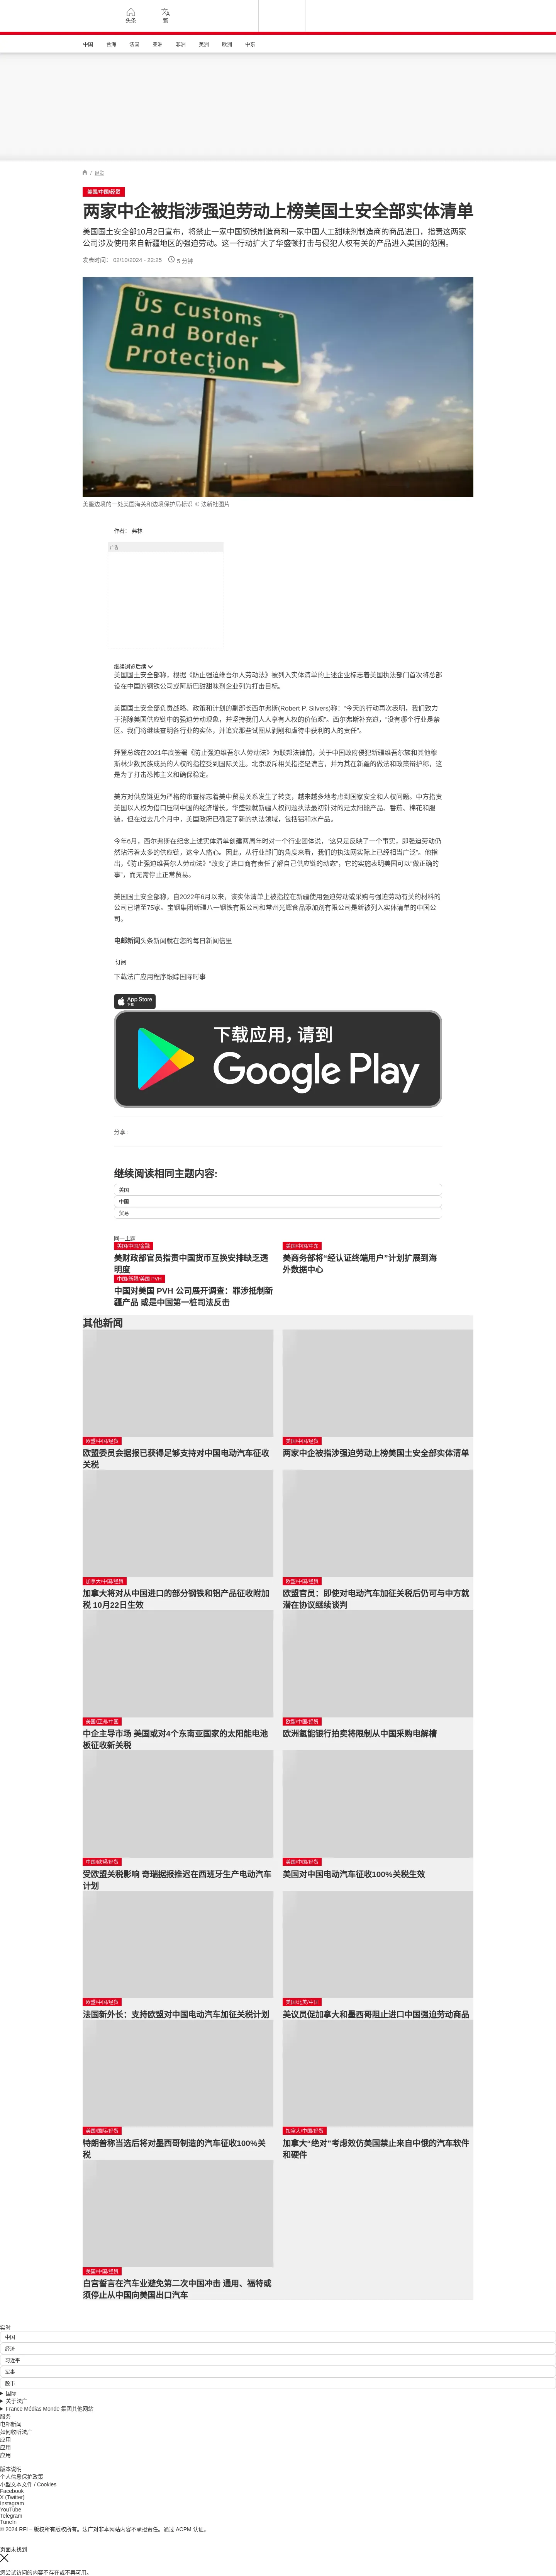 头条
繁
中国 台海 法国 亚洲 非洲 美洲 欧洲 中东
/ 经贸
美国/中国/经贸
两家中企被指涉强迫劳动上榜美国土安全部实体清单
美国国土安全部10月2日宣布，将禁止一家中国钢铁制造商和一家中国人工甜味剂制造商的商品进口，指责这两家
公司涉及使用来自新疆地区的强迫劳动。这一行动扩大了华盛顿打击与侵犯人权有关的产品进入美国的范围。
发表时间： 02/10/2024 - 22:25 5 分钟
US Customs
and Border
Protection
美墨边境的一处美国海关和边境保护局标识 © 法新社图片
作者： 弗林
广告
继续浏览后续
美国国土安全部称，根据《防止强迫维吾尔人劳动法》被列入实体清单的上述企业标志着美国执法部门首次将总部
设在中国的钢铁公司或阿斯巴甜甜味剂企业列为打击目标。
美国国土安全部负责战略、政策和计划的副部长西尔弗斯(Robert P. Silvers)称：“今天的行动再次表明，我们致力
于消除美国供应链中的强迫劳动现象，并坚持我们人人享有人权的价值观”。西尔弗斯补充道，“没有哪个行业是禁
区。我们将继续查明各行业的实体，并追究那些试图从剥削和虐待中获利的人的责任”。
拜登总统在2021年底签署《防止强迫维吾尔人劳动法》为联邦法律前，关于中国政府侵犯新疆维吾尔族和其他穆
斯林少数民族成员的人权的指控受到国际关注。北京驳斥相关指控是谎言，并为其在新疆的做法和政策辩护称，这
是为了打击恐怖主义和确保稳定。
美方对供应链更为严格的审查标志着美中贸易关系发生了转变，越来越多地考虑到国家安全和人权问题。中方指责
美国以人权为借口压制中国的经济增长。华盛顿就新疆人权问题执法最初针对的是太阳能产品、番茄、棉花和服
装，但在过去几个月中，美国政府已确定了新的执法领域，包括铝和水产品。
今年6月，西尔弗斯在纪念上述实体清单创建两周年时对一个行业团体说，“这只是反映了一个事实，即强迫劳动仍
然玷污着太多的供应链，这令人痛心。因此，从行业部门的角度来看，我们的执法网实际上已经相当广泛”。他指
出，《防止强迫维吾尔人劳动法》“改变了进口商有责任了解自己供应链的动态”，它的实施表明美国可以“做正确的
事”，而无需停止正常贸易。
美国国土安全部称，自2022年6月以来，该实体清单上被指控在新疆使用强迫劳动或采购与强迫劳动有关的材料的
公司已增至75家。宝钢集团新疆八一钢铁有限公司和常州光辉食品添加剂有限公司是新被列入实体清单的中国公
司。
电邮新闻头条新闻就在您的每日新闻信里
订阅
下载法广应用程序跟踪国际时事
App Store
下载
下载应用，请到
Google Play
分享 :
继续阅读相同主题内容:
美国
中国
贸易
同一主题
美国/中国/金融
美财政部官员指责中国货币互换安排缺乏透
明度
美国/中国/中东
美商务部将“经认证终端用户”计划扩展到海
外数据中心
中国/新疆/美国 PVH
中国对美国 PVH 公司展开调查：罪涉抵制新
疆产品 或是中国第一桩司法反击
其他新闻
欧盟/中国/经贸
欧盟委员会据报已获得足够支持对中国电动汽车征收
关税
美国/中国/经贸
两家中企被指涉强迫劳动上榜美国土安全部实体清单
加拿大/中国/经贸
加拿大将对从中国进口的部分钢铁和铝产品征收附加
税 10月22日生效
欧盟/中国/经贸
欧盟官员：即使对电动汽车加征关税后仍可与中方就
潜在协议继续谈判
美国/亚洲/中国
中企主导市场 美国或对4个东南亚国家的太阳能电池
板征收新关税
欧盟/中国/经贸
欧洲氢能银行拍卖将限制从中国采购电解槽
中国/欧盟/经贸
受欧盟关税影响 奇瑞据报推迟在西班牙生产电动汽车
计划
美国/中国/经贸
美国对中国电动汽车征收100%关税生效
欧盟/中国/经贸
法国新外长：支持欧盟对中国电动汽车加征关税计划
美国/北美/中国
美议员促加拿大和墨西哥阻止进口中国强迫劳动商品
美国/国际/经贸
特朗普称当选后将对墨西哥制造的汽车征收100%关
税
加拿大/中国/经贸
加拿大“绝对”考虑效仿美国禁止来自中俄的汽车软件
和硬件
美国/中国/经贸
白宫誓言在汽车业避免第二次中国冲击 通用、福特或
须停止从中国向美国出口汽车
实时
中国
经济
习近平
军事
股市
国际
关于法广
France Médias Monde 集团其他网站
服务
电邮新闻
如何收听法广
应用
应用
应用
版本说明
个人信息保护政策
小型文本文件 / Cookies
Facebook
X (Twitter)
Instagram
YouTube
Telegram
TuneIn
© 2024 RFI – 版权所有版权所有。法广对非本网站内容不承担责任。通过 ACPM 认证。
页面未找到
您尝试访问的内容不存在或不再可用。